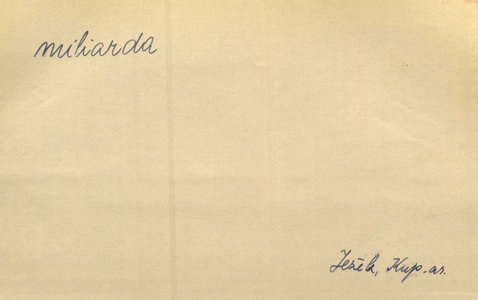 miliarda
Ježek, Kup. ar.